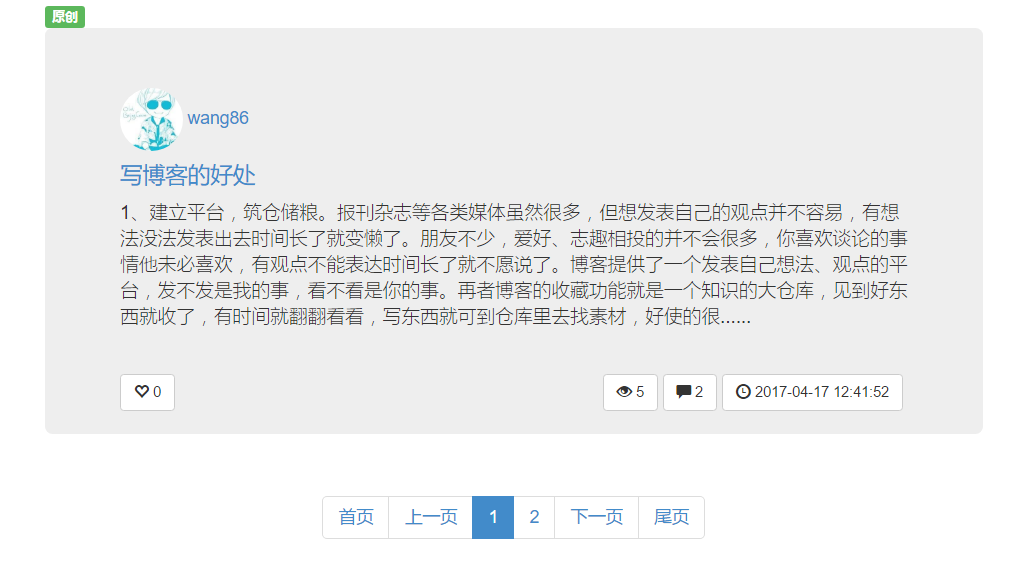 原创
wang86
写博客的好处
1、建立平台，筑仓储粮。报刊杂志等各类媒体虽然很多，但想发表自己的观点并不容易，有想
法没法发表出去时间长了就变懒了。朋友不少，爱好、志趣相投的并不会很多，你喜欢谈论的事
情他未必喜欢，有观点不能表达时间长了就不愿说了。博客提供了一个发表自己想法、观点的平
台，发不发是我的事，看不看是你的事。再者博客的收藏功能就是一个知识的大仓库，见到好东
西就收了，有时间就翻翻看看，写东西就可到仓库里去找素材，好使的很......
0 5 2 2017-04-17 12:41:52
首页 上一页 1 2 下一页 尾页